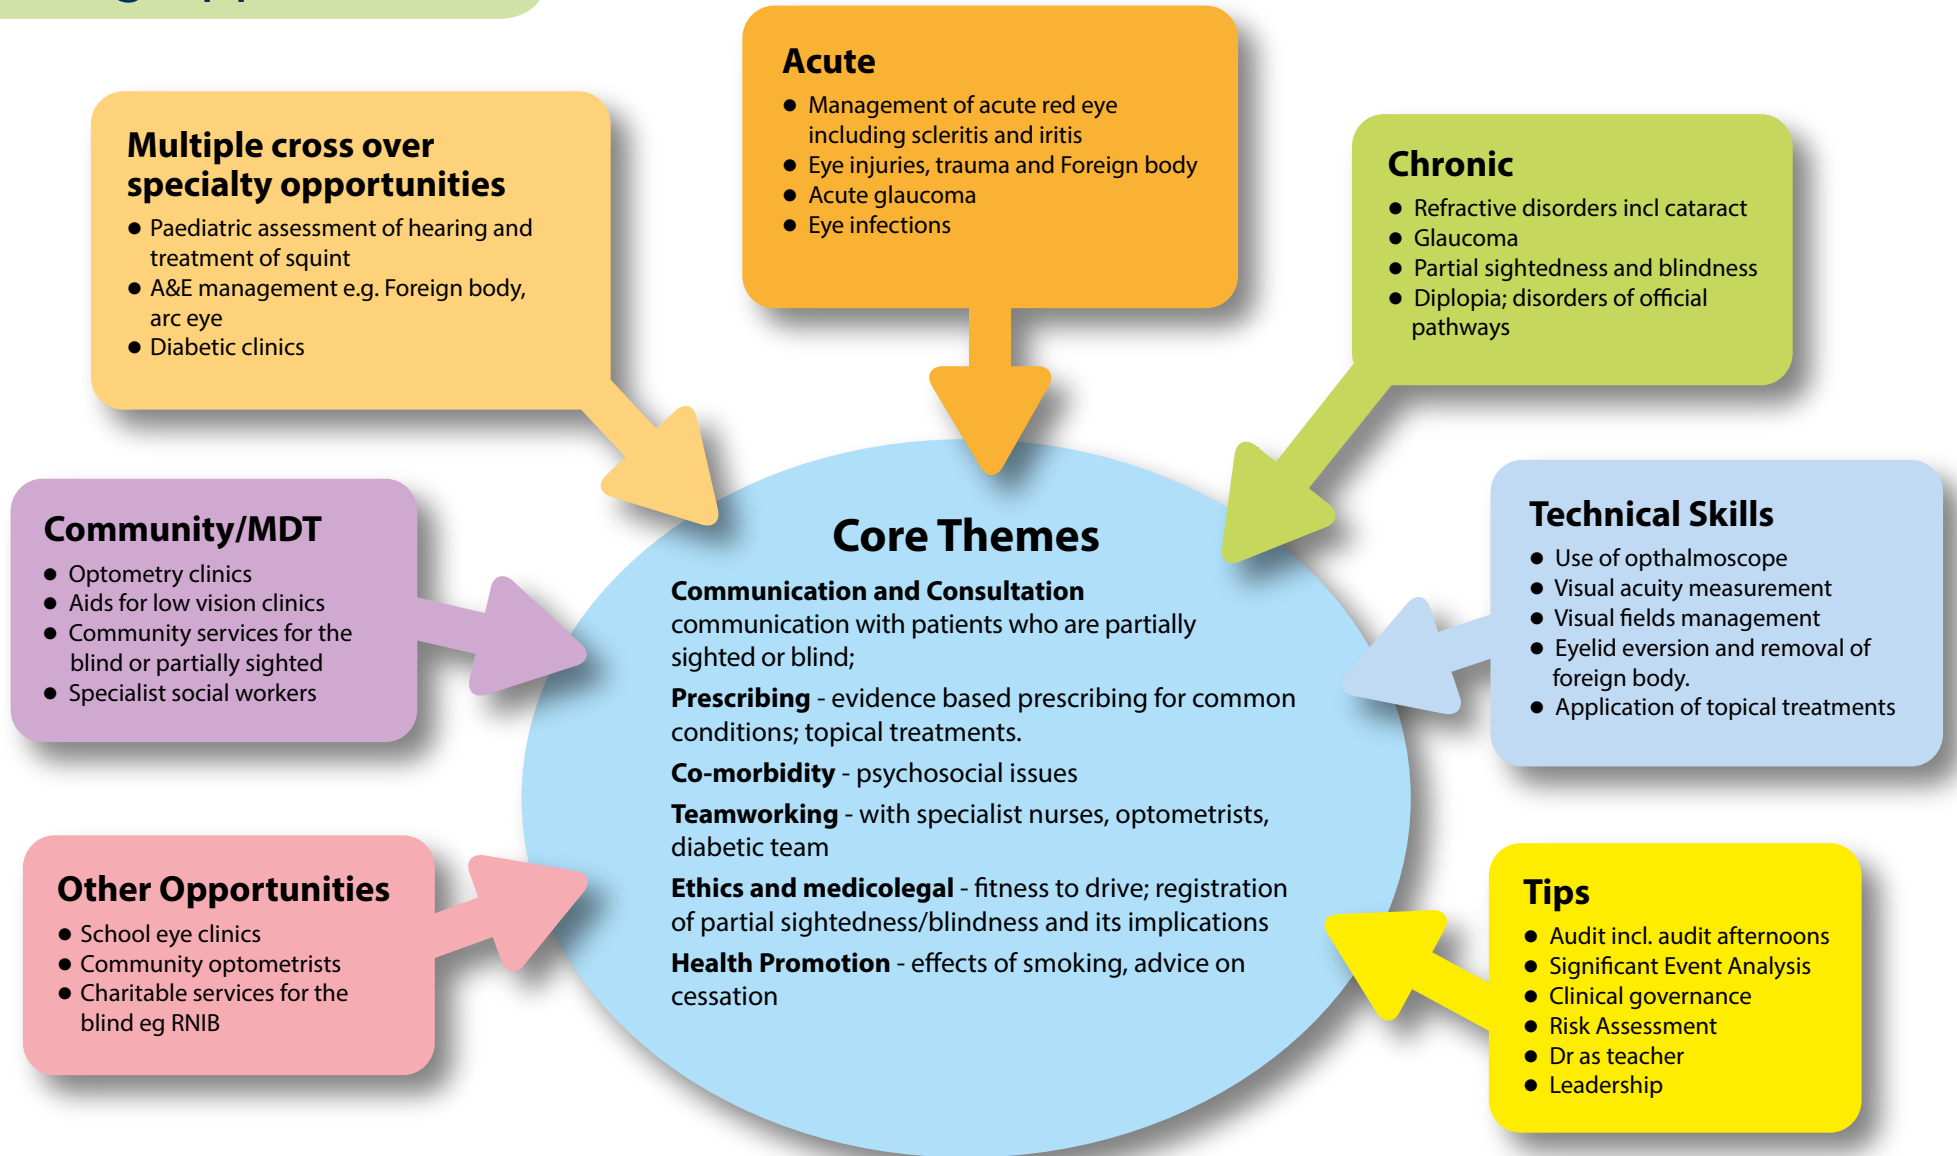 Acute
● Management of acute red eye
including scleritis and iritis
● Eye injuries, trauma and Foreign body
● Acute glaucoma
● Eye infections
Multiple cross over
specialty opportunities
● Paediatric assessment of hearing and
treatment of squint
● A&E management e.g. Foreign body,
arc eye
● Diabetic clinics
Chronic
● Refractive disorders incl cataract
● Glaucoma
● Partial sightedness and blindness
● Diplopia; disorders of official
pathways
Community/MDT
● Optometry clinics
● Aids for low vision clinics
● Community services for the
blind or partially sighted
● Specialist social workers
Core Themes
Communication and Consultation
communication with patients who are partially
sighted or blind;
Prescribing - evidence based prescribing for common
conditions; topical treatments.
Co-morbidity - psychosocial issues
Teamworking - with specialist nurses, optometrists,
diabetic team
Ethics and medicolegal - fitness to drive; registration
of partial sightedness/blindness and its implications
Health Promotion - effects of smoking, advice on
cessation
Technical Skills
● Use of opthalmoscope
● Visual acuity measurement
● Visual fields management
● Eyelid eversion and removal of
foreign body.
● Application of topical treatments
Other Opportunities
● School eye clinics
● Community optometrists
● Charitable services for the
blind eg RNIB
Tips
● Audit incl. audit afternoons
● Significant Event Analysis
● Clinical governance
● Risk Assessment
● Dr as teacher
● Leadership